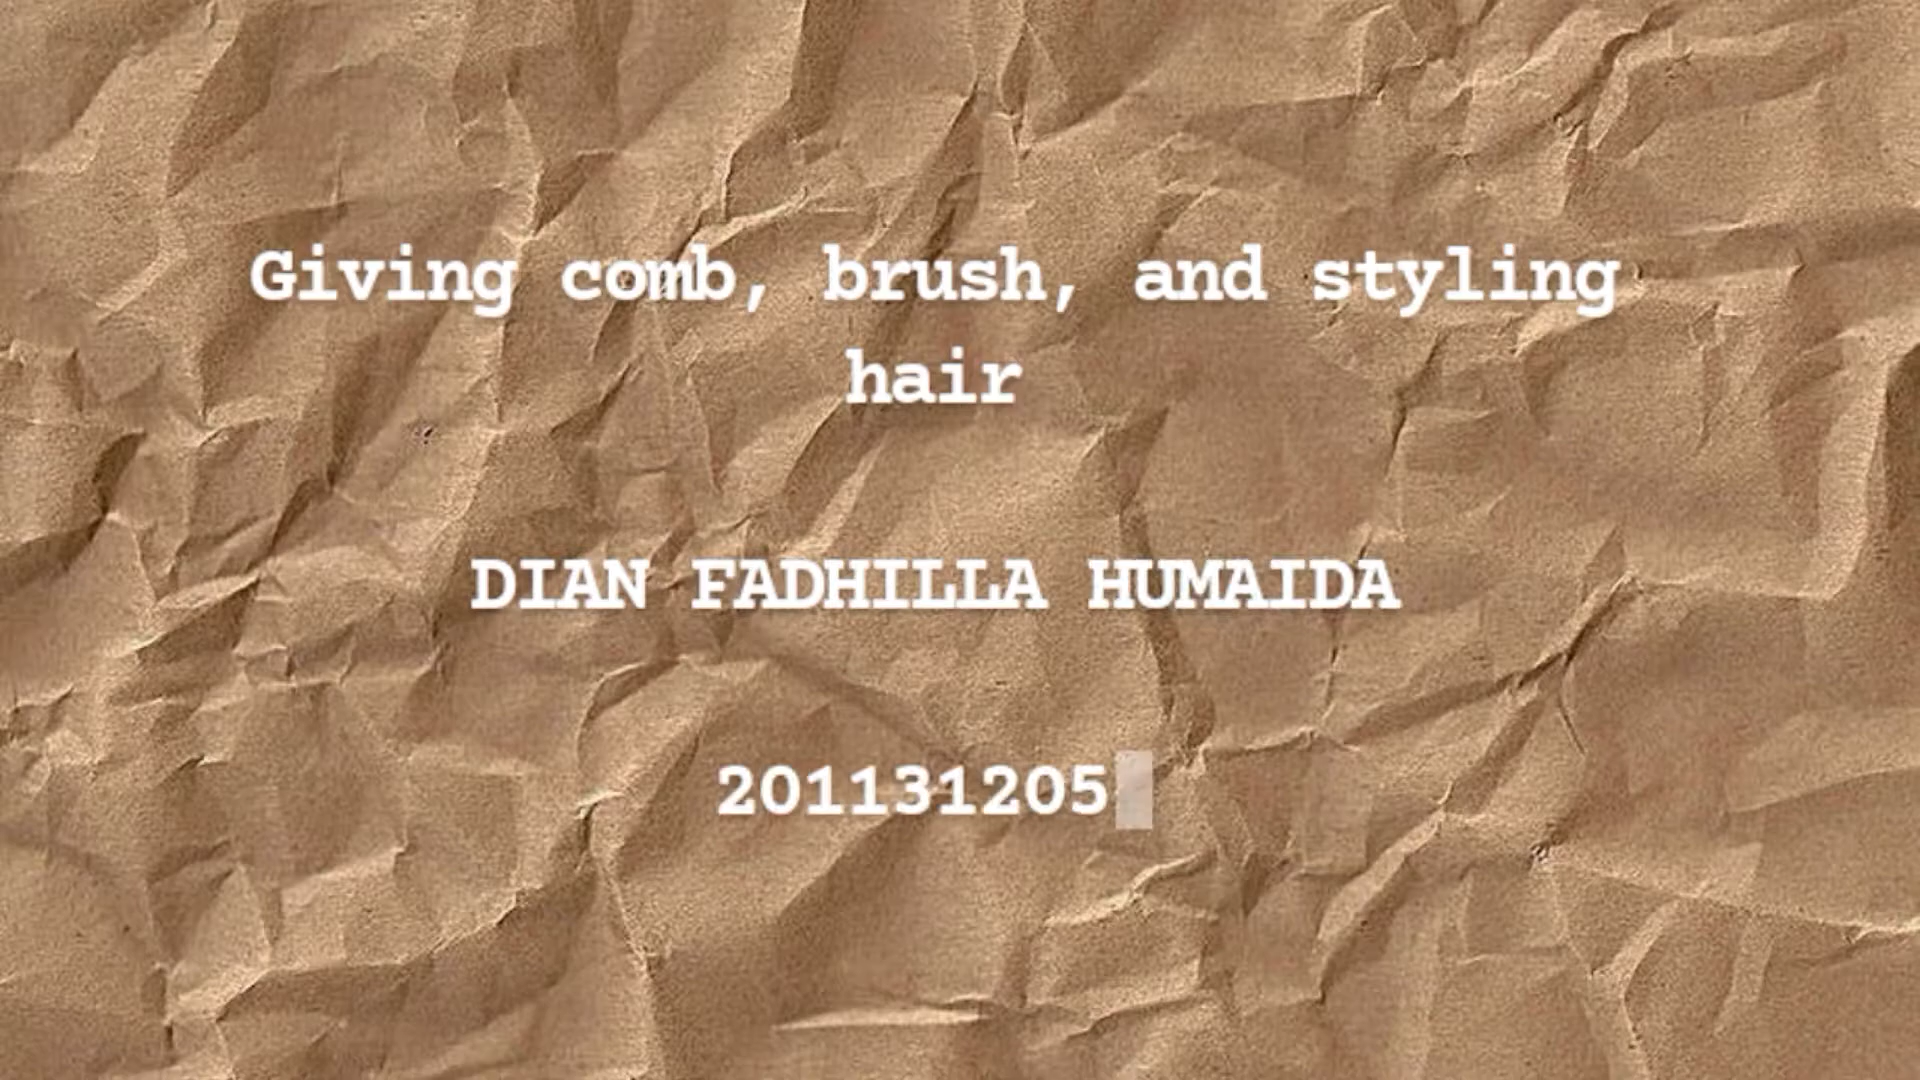 Giving comb, brush, and styling
hair
DIAN FADHILLA HUMAIDA
201131205